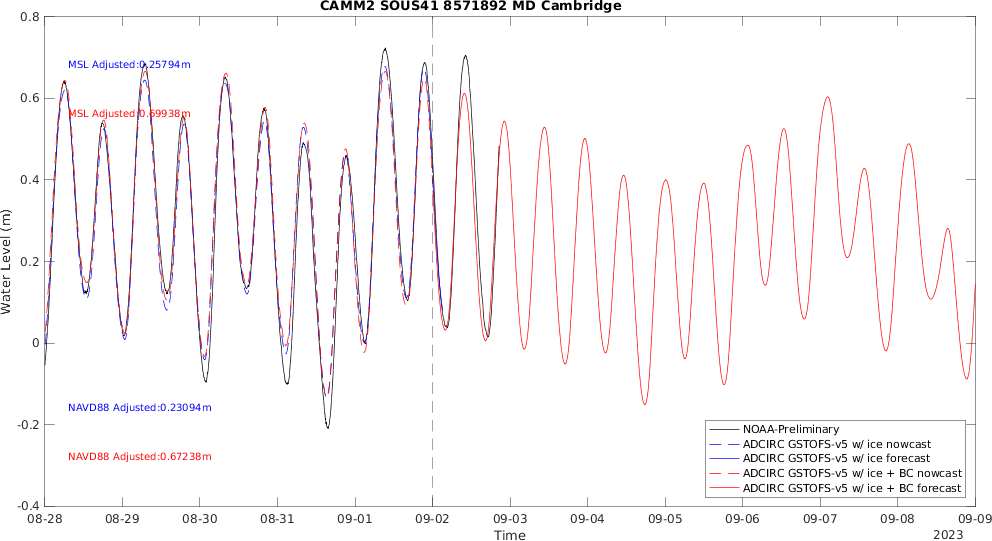 CAMM2 SOUS41 8571892 MD Cambridge
0.8
0.6
0.4
0.2
0
-0.2
-0.4
Water Level (m)
MSL Adjusted:0.25794m
MSL Adjusted:0.69938m
NAVD88 Adjusted:0.23094m
NAVD88 Adjusted:0.67238m
NOAA-Preliminary
ADCIRC GSTOFS-v5 w/ ice nowcast
ADCIRC GSTOFS-v5 w/ ice forecast
ADCIRC GSTOFS-v5 w/ ice + BC nowcast
ADCIRC GSTOFS-v5 w/ ice + BC forecast
08-28 08-29 08-30 08-31 09-01 09-02 09-03 09-04 09-05 09-06 09-07 09-08 09-09
Time
2023